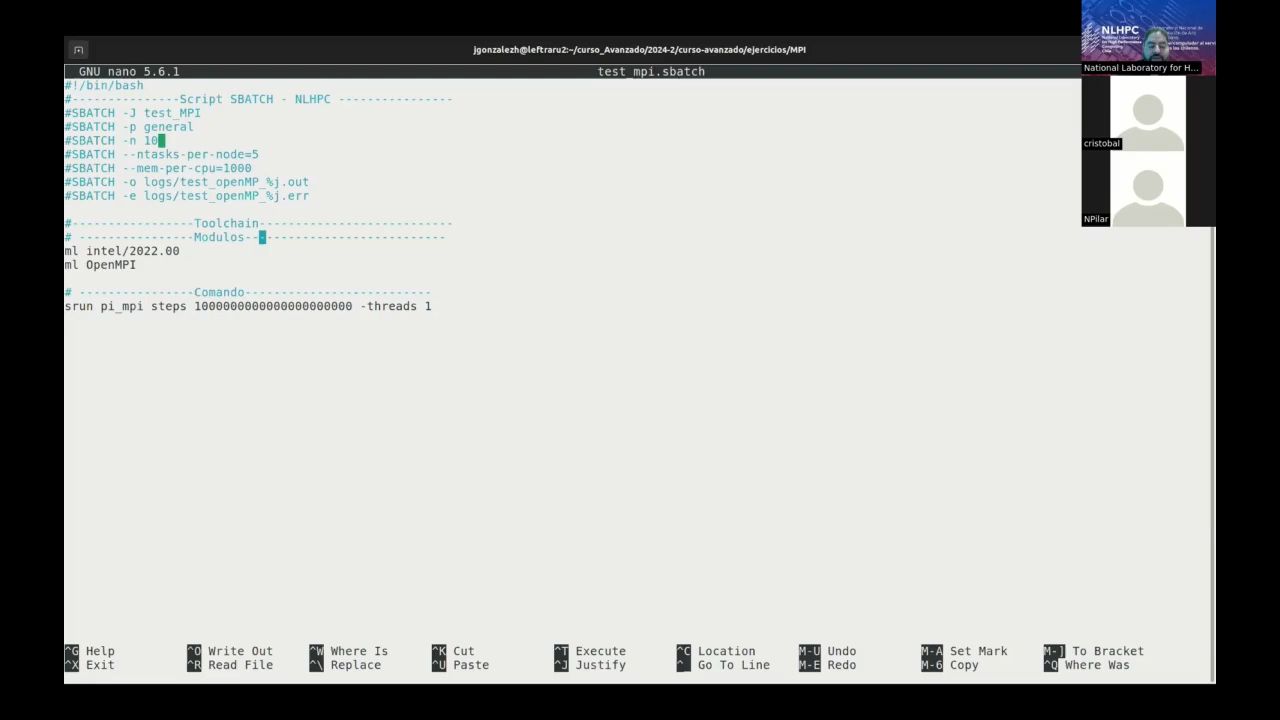 jgonzalezh@leftraru2:~/curso_Avanzado/2024-2/curso-avanzado/ejercicios/MPI
GNU nano 5.6.1 test_mpi.sbatch
#!/bin/bash
#---------------Script SBATCH - NLHPC ----------------
#SBATCH -J test_MPI
#SBATCH -p general
#SBATCH -n 10
#SBATCH --ntasks-per-node=5
#SBATCH --mem-per-cpu=1000
#SBATCH -o logs/test_openMP_%j.out
#SBATCH -e logs/test_openMP_%j.err
#-----------------Toolchain---------------------------
# ----------------Modulos----------------------------
ml intel/2022.00
ml OpenMPI
# ----------------Comando--------------------------
srun pi_mpi steps 1000000000000000000000 -threads 1
^G Help ^O Write Out ^W Where Is ^K Cut ^T Execute ^C Location M-U Undo M-A Set Mark M-] To Bracket
^X Exit ^R Read File ^\ Replace ^U Paste ^J Justify ^_ Go To Line M-E Redo M-6 Copy ^Q Where Was
NLHPC
National Laboratory for H...
cristobal
NPilar